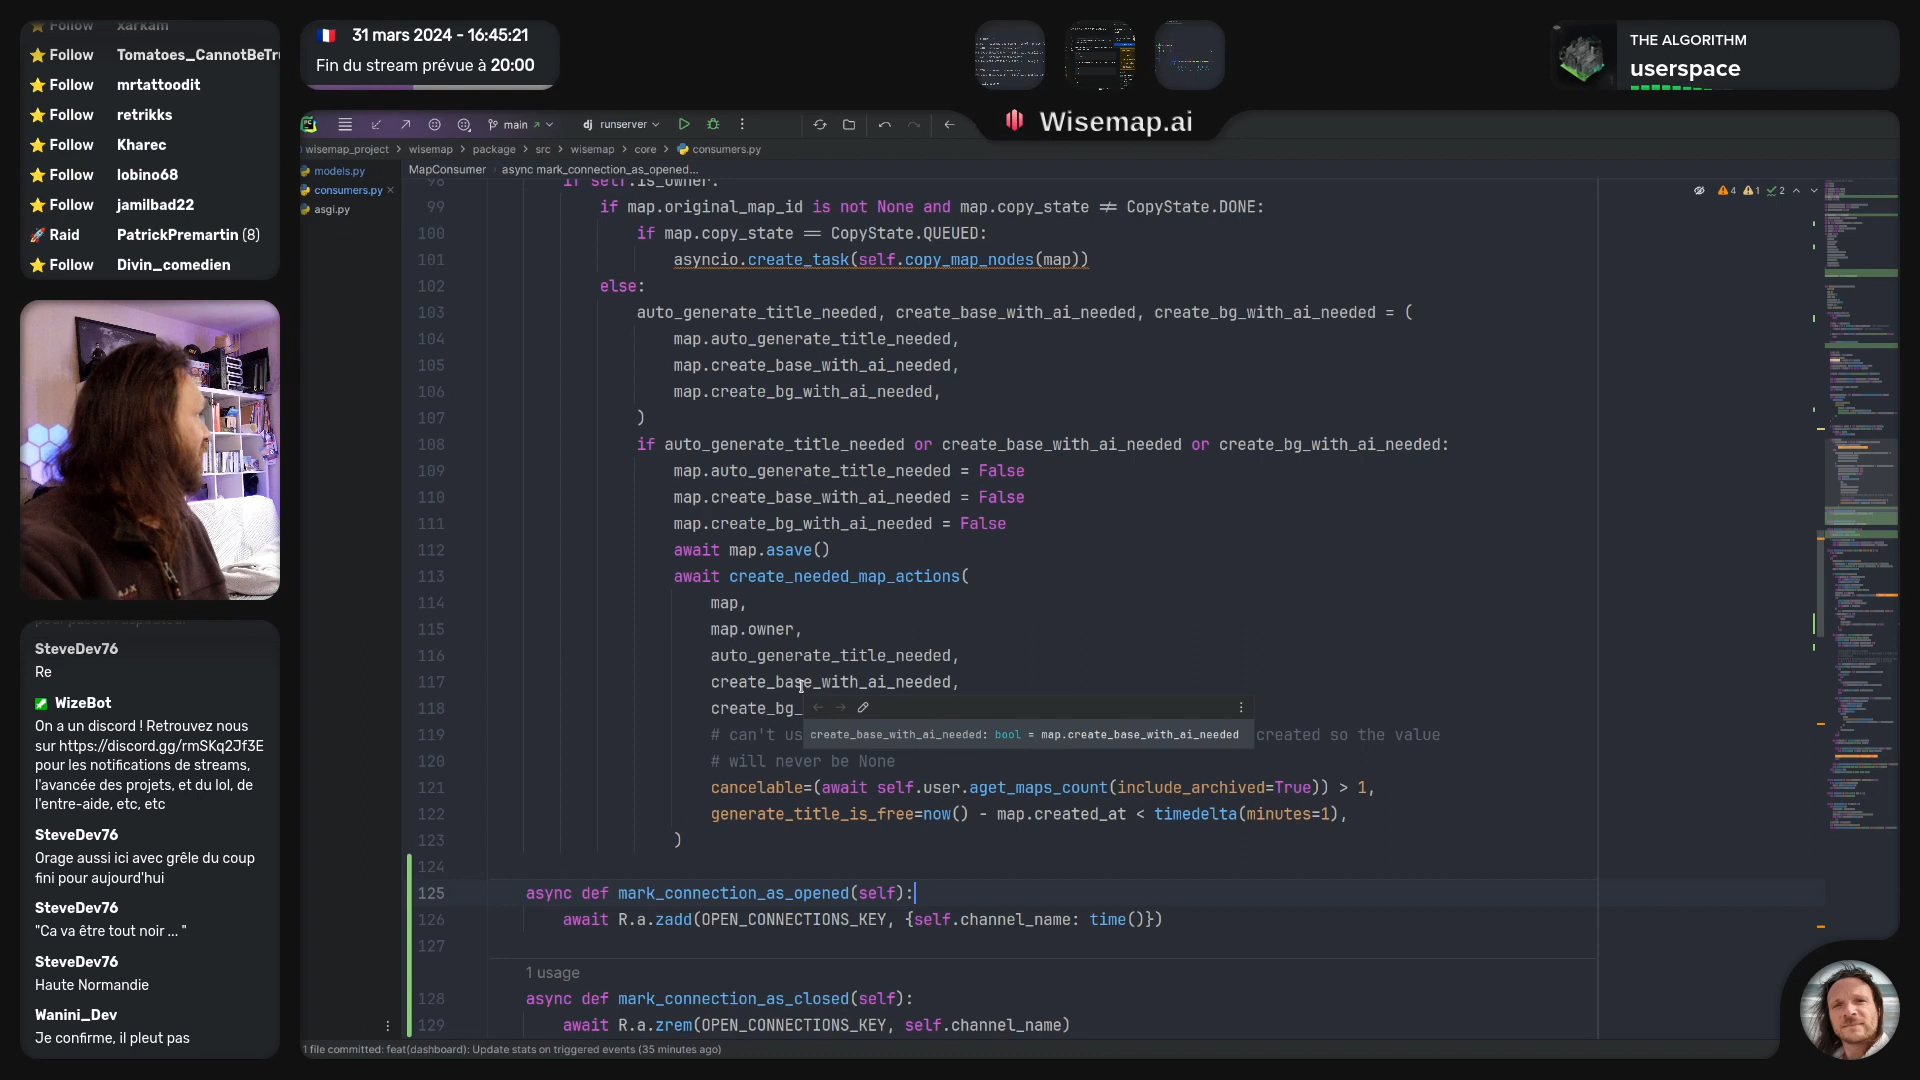 xarkam
Follow Tomatoes_CannotBeTr
Follow mrtattoodit
Follow retrikks
Follow Kharec
Follow lobino68
Follow jamilbad22
Raid PatrickPremartin (8)
Follow Divin_comedien
31 mars 2024 - 16:45:21
Fin du stream prévue à 20:00
THE ALGORITHM
userspace
Wisemap.ai
main
dj runserver
wisemap_project > wisemap > package > src > wisemap > core > consumers.py
models.py
consumers.py
asgi.py
MapConsumer > async mark_connection_as_opened...
4 1 2
98 if self.is_owner:
99 if map.original_map_id is not None and map.copy_state ≠ CopyState.DONE:
100 if map.copy_state == CopyState.QUEUED:
101 asyncio.create_task(self.copy_map_nodes(map))
102 else:
103 auto_generate_title_needed, create_base_with_ai_needed, create_bg_with_ai_needed = (
104 map.auto_generate_title_needed,
105 map.create_base_with_ai_needed,
106 map.create_bg_with_ai_needed,
107 )
108 if auto_generate_title_needed or create_base_with_ai_needed or create_bg_with_ai_needed:
109 map.auto_generate_title_needed = False
110 map.create_base_with_ai_needed = False
111 map.create_bg_with_ai_needed = False
112 await map.asave()
113 await create_needed_map_actions(
114 map,
115 map.owner,
116 auto_generate_title_needed,
117 create_base_with_ai_needed,
118 create_bg_
119 # can't us created so the value
create_base_with_ai_needed: bool = map.create_base_with_ai_needed
120 # will never be None
121 cancelable=(await self.user.aget_maps_count(include_archived=True)) > 1,
122 generate_title_is_free=now() - map.created_at < timedelta(minutes=1),
123 )
124
125 async def mark_connection_as_opened(self):
126 await R.a.zadd(OPEN_CONNECTIONS_KEY, {self.channel_name: time()})
127
1 usage
128 async def mark_connection_as_closed(self):
129 await R.a.zrem(OPEN_CONNECTIONS_KEY, self.channel_name)
1 file committed: feat(dashboard): Update stats on triggered events (35 minutes ago)
SteveDev76
Re
WizeBot
On a un discord ! Retrouvez nous
sur https://discord.gg/rmSKq2Jf3E
pour les notifications de streams,
l'avancée des projets, et du lol, de
l'entre-aide, etc, etc
SteveDev76
Orage aussi ici avec grêle du coup
fini pour aujourd'hui
SteveDev76
"Ca va être tout noir ... "
SteveDev76
Haute Normandie
Wanini_Dev
Je confirme, il pleut pas